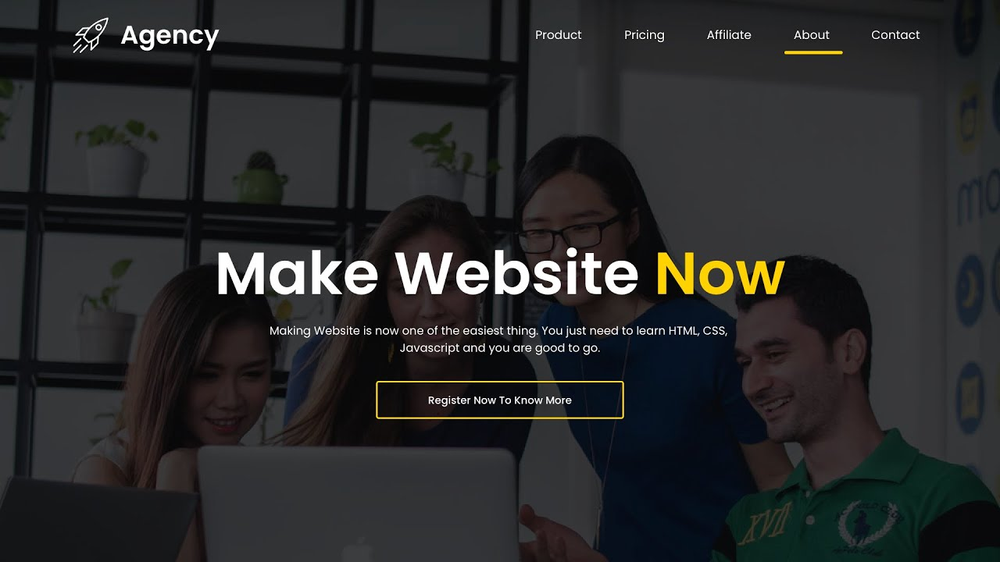 Agency
Product
Pricing
Affiliate
About
Contact
Make Website Now
Making Website is now one of the easiest thing. You just need to learn HTML, CSS,
Javascript and you are good to go.
Register Now To Know More
XVII